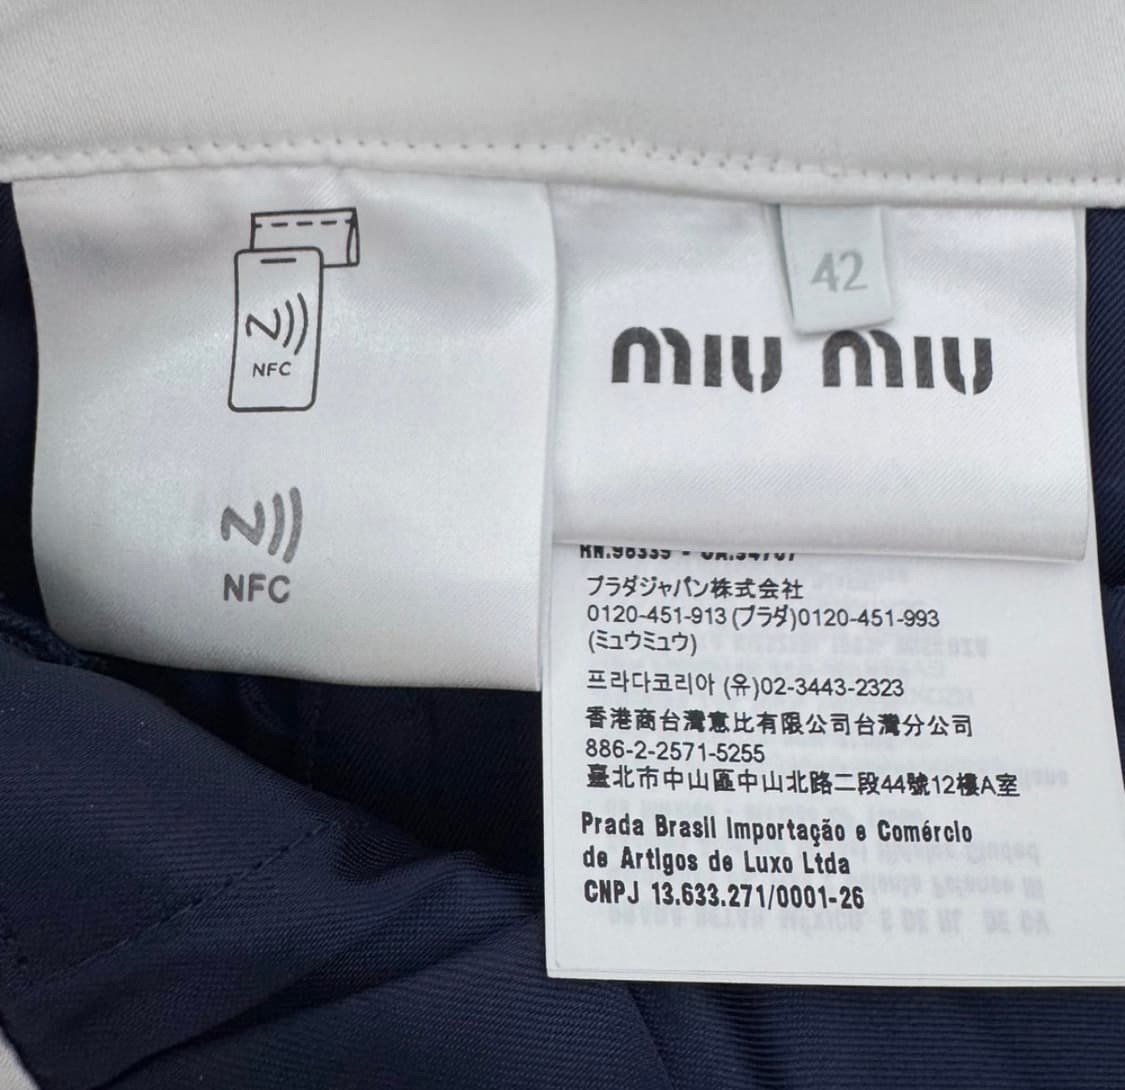 NFC
NFC
42
miu miu
RN.98339 - CA.34707
プラダジャパン株式会社
0120-451-913 (プラダ)0120-451-993
(ミュウミュウ)
프라다코리아 (유)02-3443-2323
香港商台灣意比有限公司台灣分公司
886-2-2571-5255
臺北市中山區中山北路二段44號12樓A室
Prada Brasil Importação e Comércio
de Artigos de Luxo Ltda
CNPJ 13.633.271/0001-26